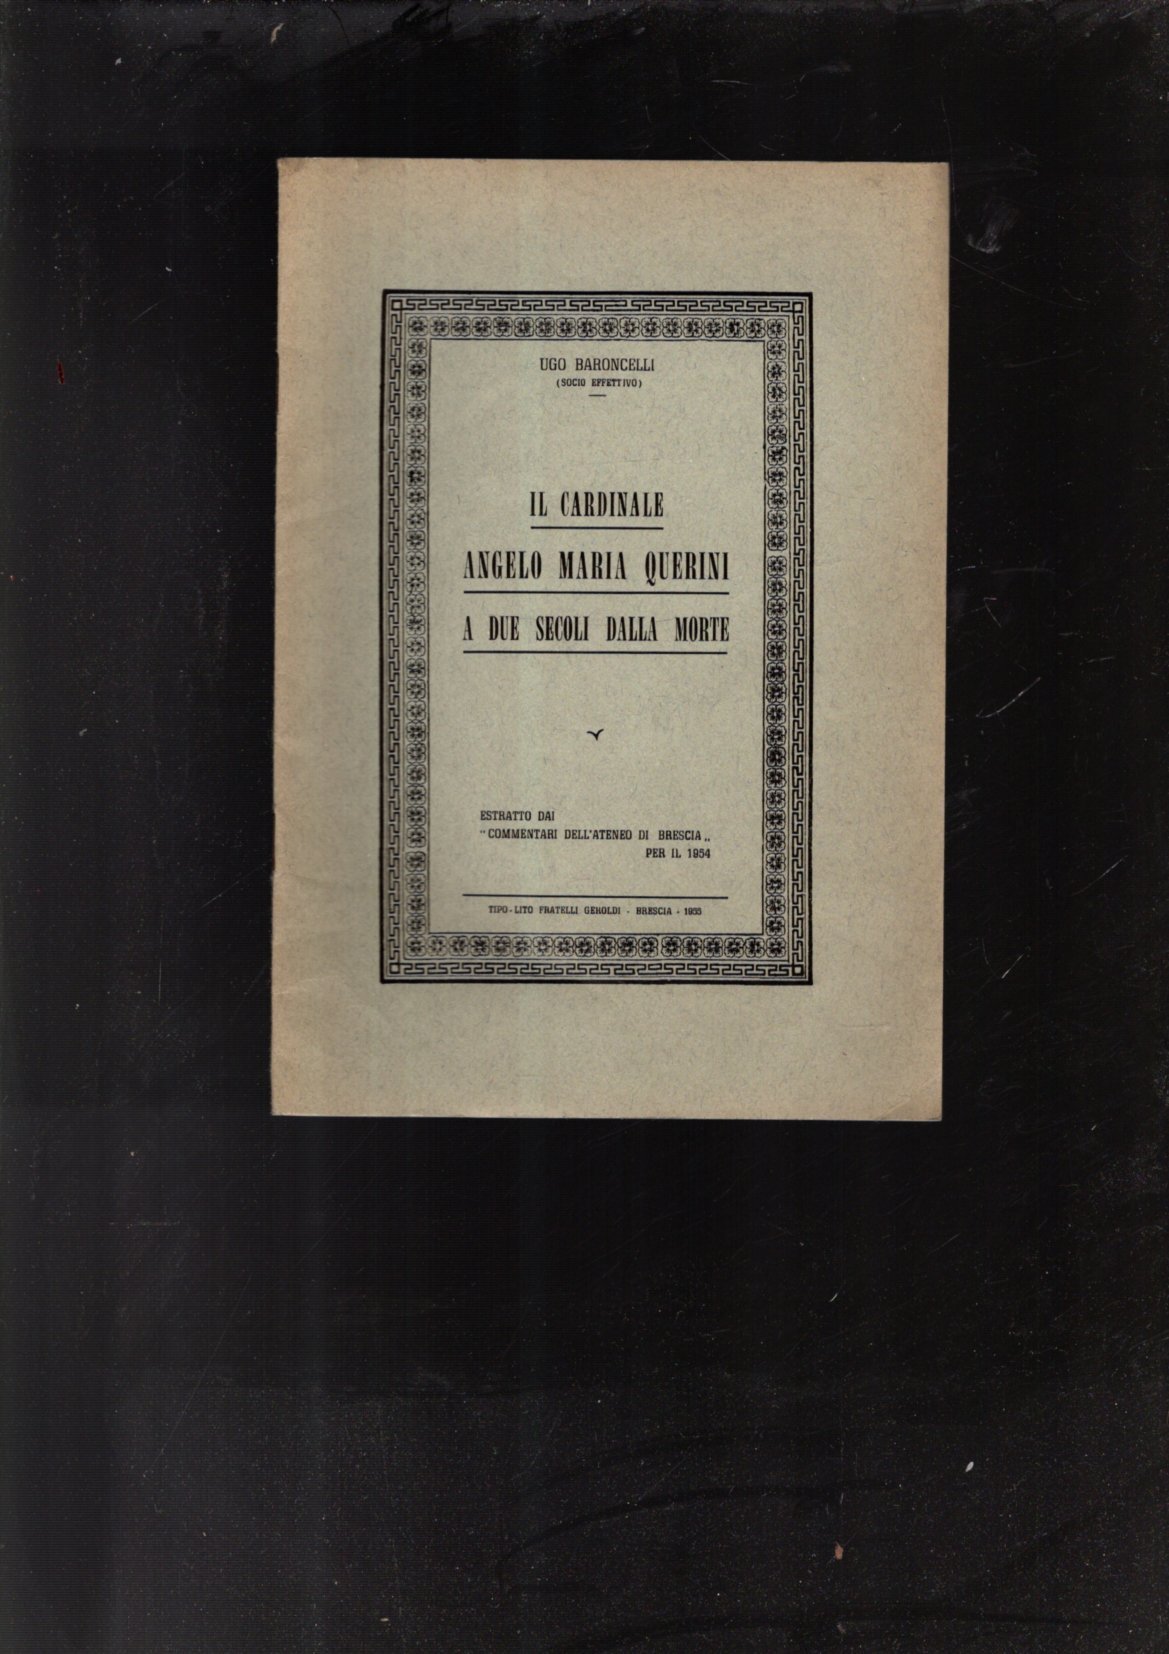 UGO BARONCELLI
(SOCIO EFFETTIVO)
IL CARDINALE
ANGELO MARIA QUERINI
A DUE SECOLI DALLA MORTE
ESTRATTO DAI
“ COMMENTARI DELL'ATENEO DI BRESCIA „
PER IL 1954
TIPO-LITO FRATELLI GEROLDI - BRESCIA - 1955